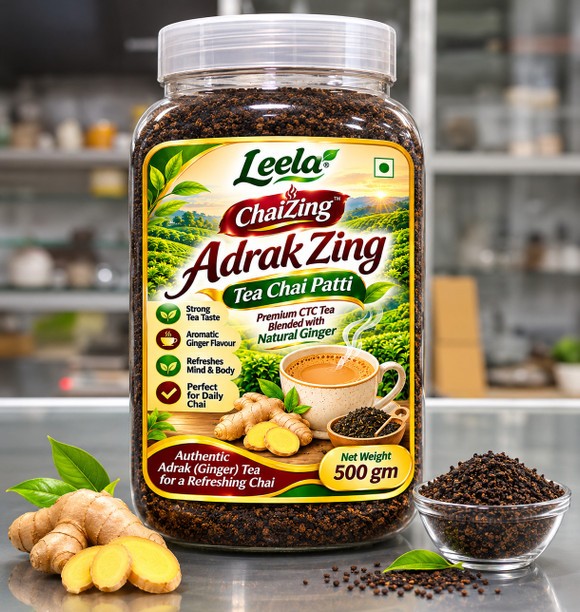 Leela®
ChaiZing™
Adrak Zing
Tea Chai Patti
Premium CTC Tea
Blended with
Natural Ginger
Strong
Tea Taste
Aromatic
Ginger Flavour
Refreshes
Mind & Body
Perfect
for Daily
Chai
Authentic
Adrak (Ginger) Tea
for a Refreshing Chai
Net Weight
500 gm